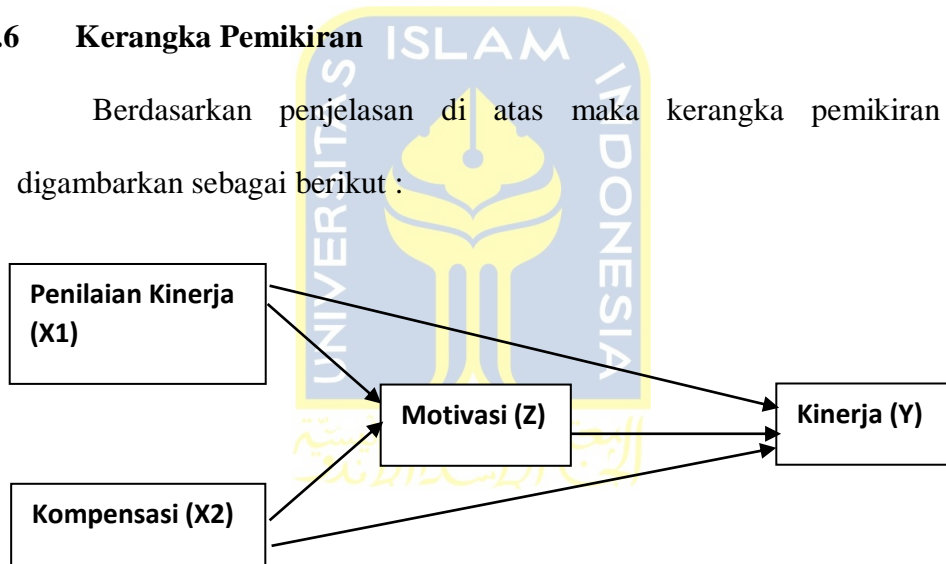 .6 Kerangka Pemikiran
Berdasarkan penjelasan di atas maka kerangka pemikiran
digambarkan sebagai berikut :
UNIVERSITAS ISLAM INDONESIA
Penilaian Kinerja
(X1)
Motivasi (Z)
Kinerja (Y)
Kompensasi (X2)